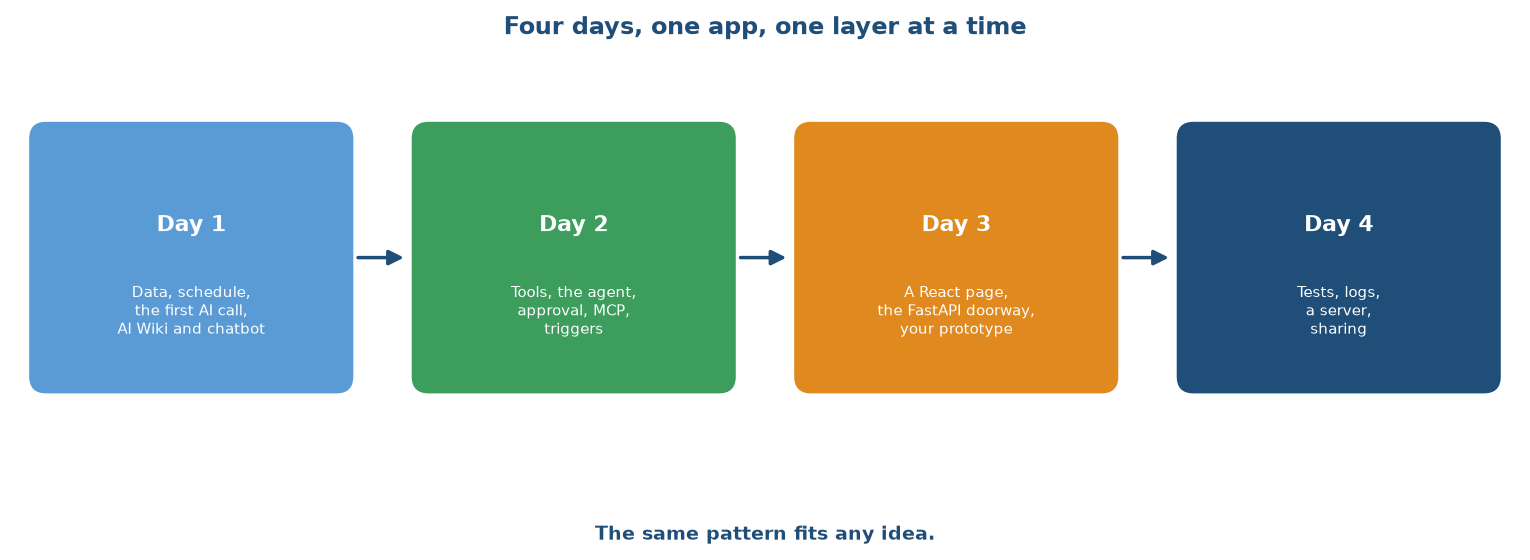 Four days, one app, one layer at a time
Day 1
Data, schedule,
the first AI call,
AI Wiki and chatbot
Day 2
Tools, the agent,
approval, MCP,
triggers
Day 3
A React page,
the FastAPI doorway,
your prototype
Day 4
Tests, logs,
a server,
sharing
The same pattern fits any idea.